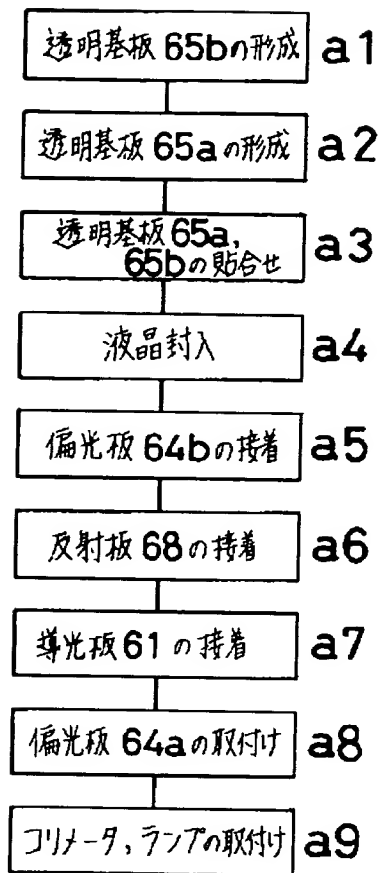 透明基板 65bの形成 a1
透明基板 65aの形成 a2
透明基板 65a,
65bの貼合せ a3
液晶封入 a4
偏光板 64bの接着 a5
反射板 68の接着 a6
導光板 61の接着 a7
偏光板 64aの取付け a8
コリメータ,ランプの取付け a9